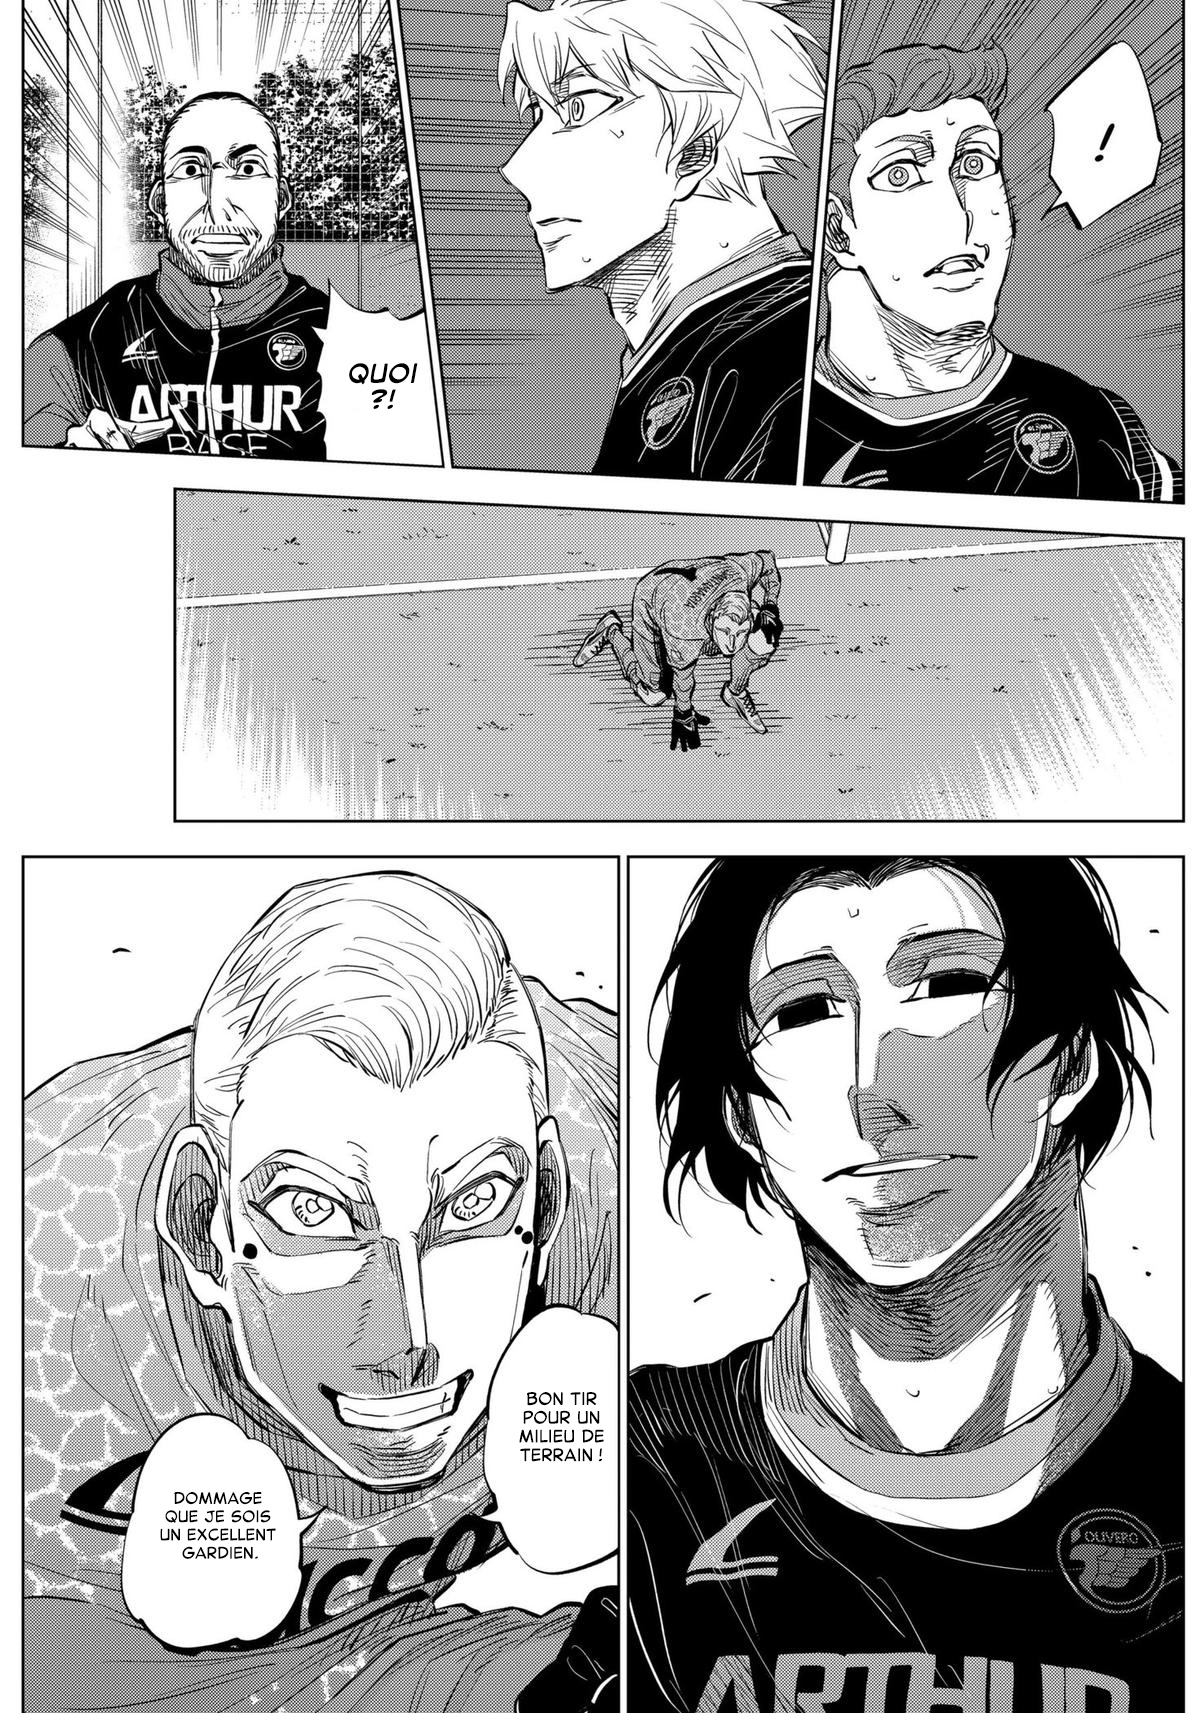 !
QUOI
?!
OLIVERO
ARTHUR
BASE
BON TIR
POUR UN
MILIEU DE
TERRAIN !
DOMMAGE
QUE JE SOIS
UN EXCELLENT
GARDIEN.
OLIVERO
ARTHUR